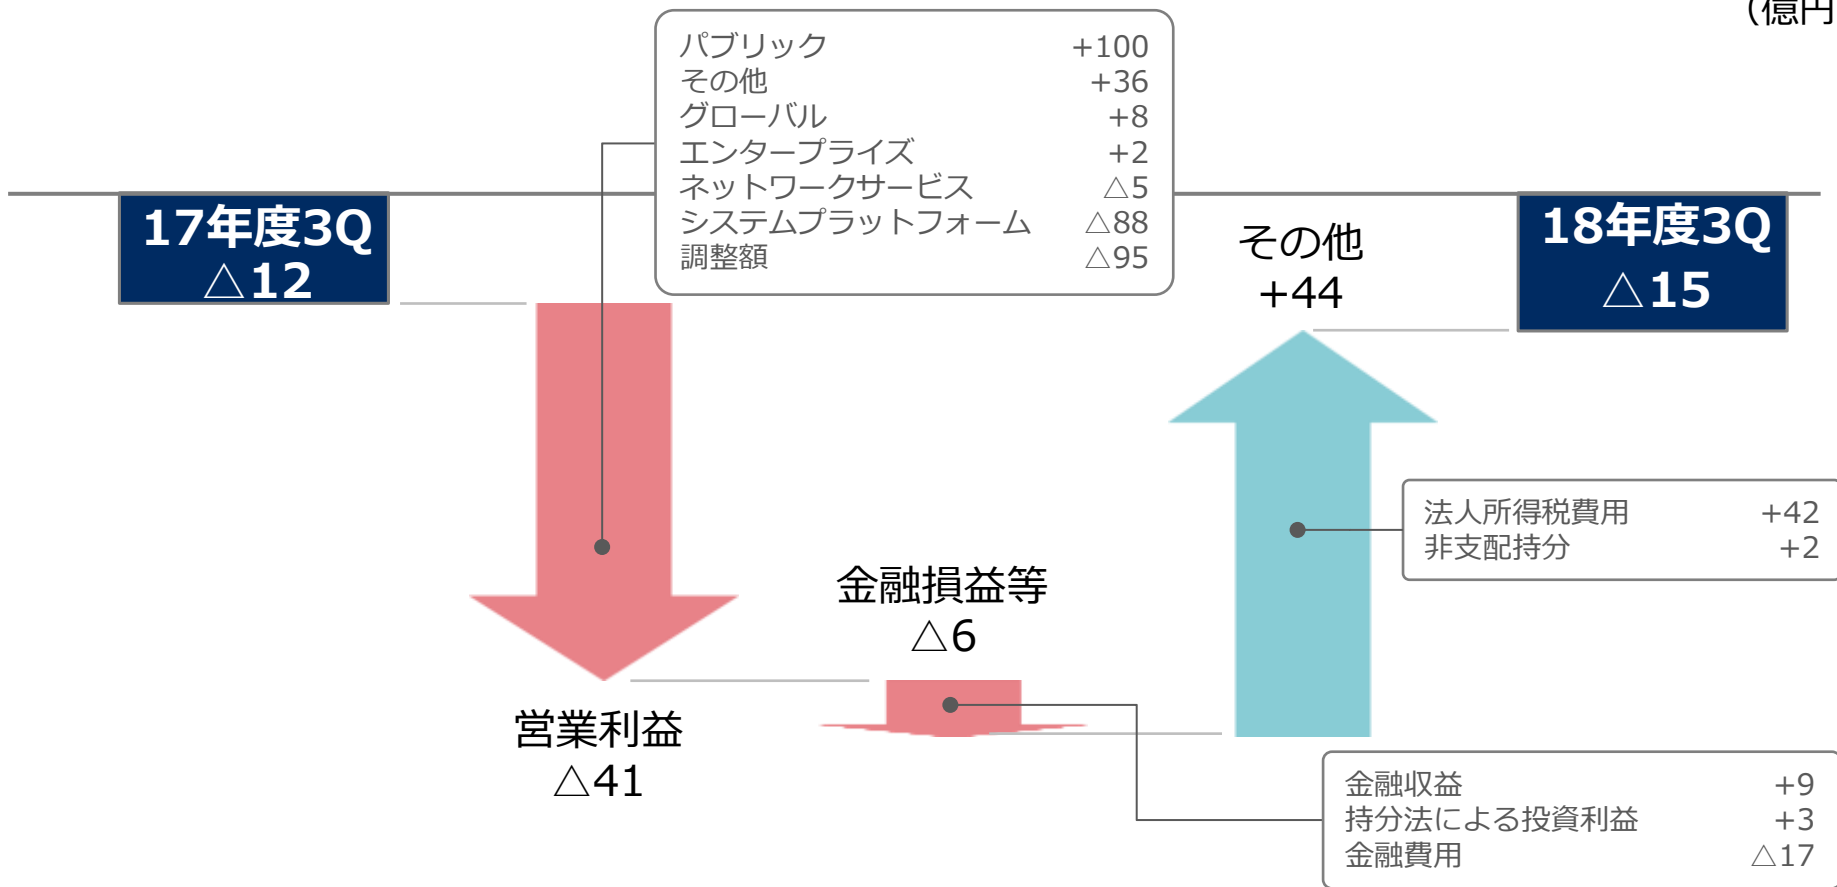 (億円
パブリック +100
その他 +36
グローバル +8
エンタープライズ +2
ネットワークサービス △5
システムプラットフォーム △88
調整額 △95
17年度3Q
△12
その他
+44
18年度3Q
△15
法人所得税費用 +42
非支配持分 +2
金融損益等
△6
営業利益
△41
金融収益 +9
持分法による投資利益 +3
金融費用 △17